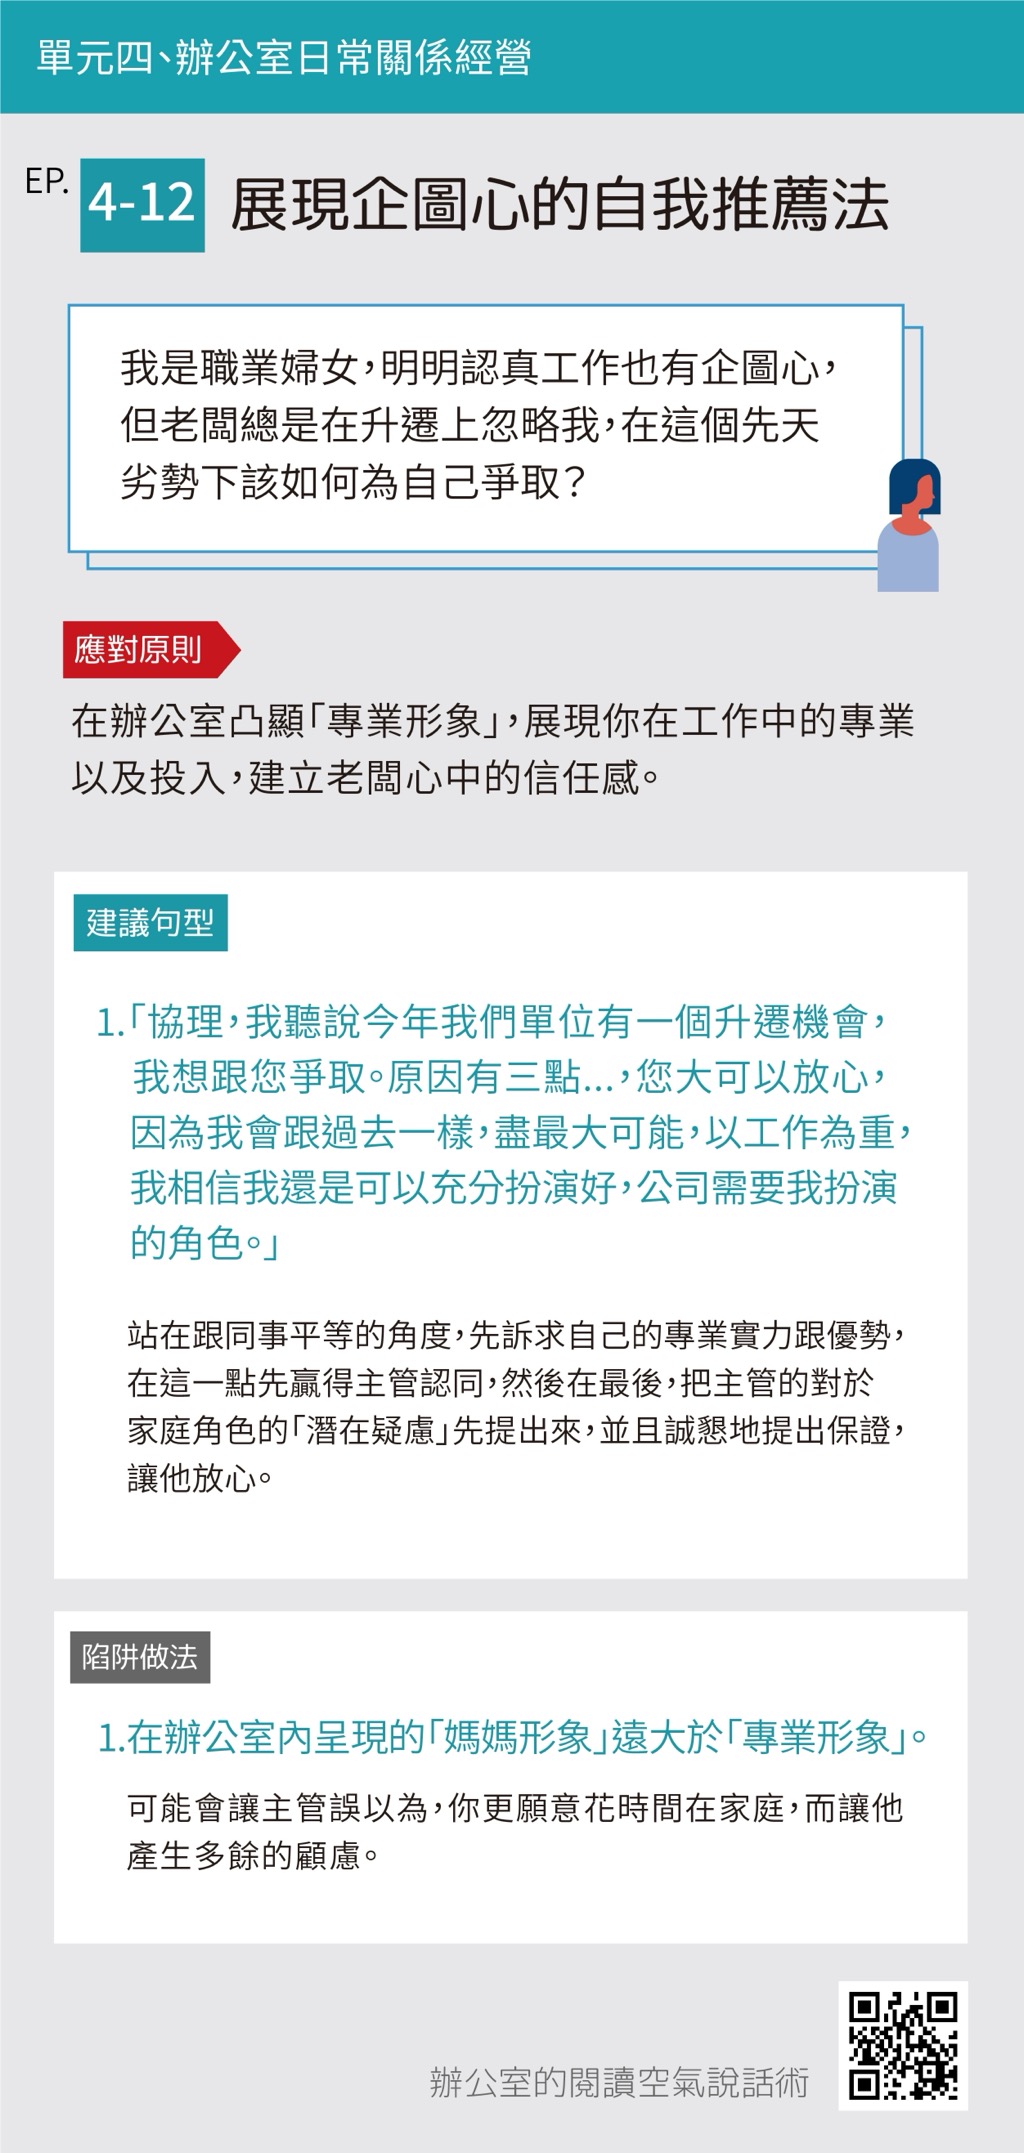 單元四、辦公室日常關係經營
EP. 4-12 展現企圖心的自我推薦法
我是職業婦女，明明認真工作也有企圖心，
但老闆總是在升遷上忽略我，在這個先天
劣勢下該如何為自己爭取？
應對原則
在辦公室凸顯「專業形象」，展現你在工作中的專業
以及投入，建立老闆心中的信任感。
建議句型
1.「協理，我聽說今年我們單位有一個升遷機會，
我想跟您爭取。原因有三點...，您大可以放心，
因為我會跟過去一樣，盡最大可能，以工作為重，
我相信我還是可以充分扮演好，公司需要我扮演
的角色。」
站在跟同事平等的角度，先訴求自己的專業實力跟優勢，
在這一點先贏得主管認同，然後在最後，把主管的對於
家庭角色的「潛在疑慮」先提出來，並且誠懇地提出保證，
讓他放心。
陷阱做法
1.在辦公室內呈現的「媽媽形象」遠大於「專業形象」。
可能會讓主管誤以為，你更願意花時間在家庭，而讓他
產生多餘的顧慮。
辦公室的閱讀空氣說話術